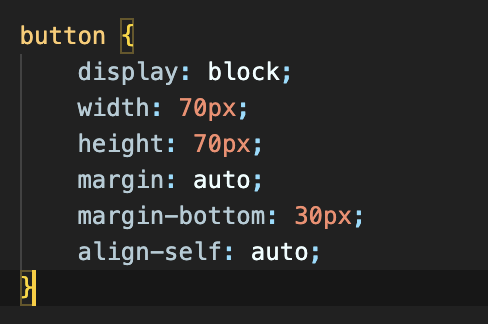 button {
display: block;
width: 70px;
height: 70px;
margin: auto;
margin-bottom: 30px;
align-self: auto;
}